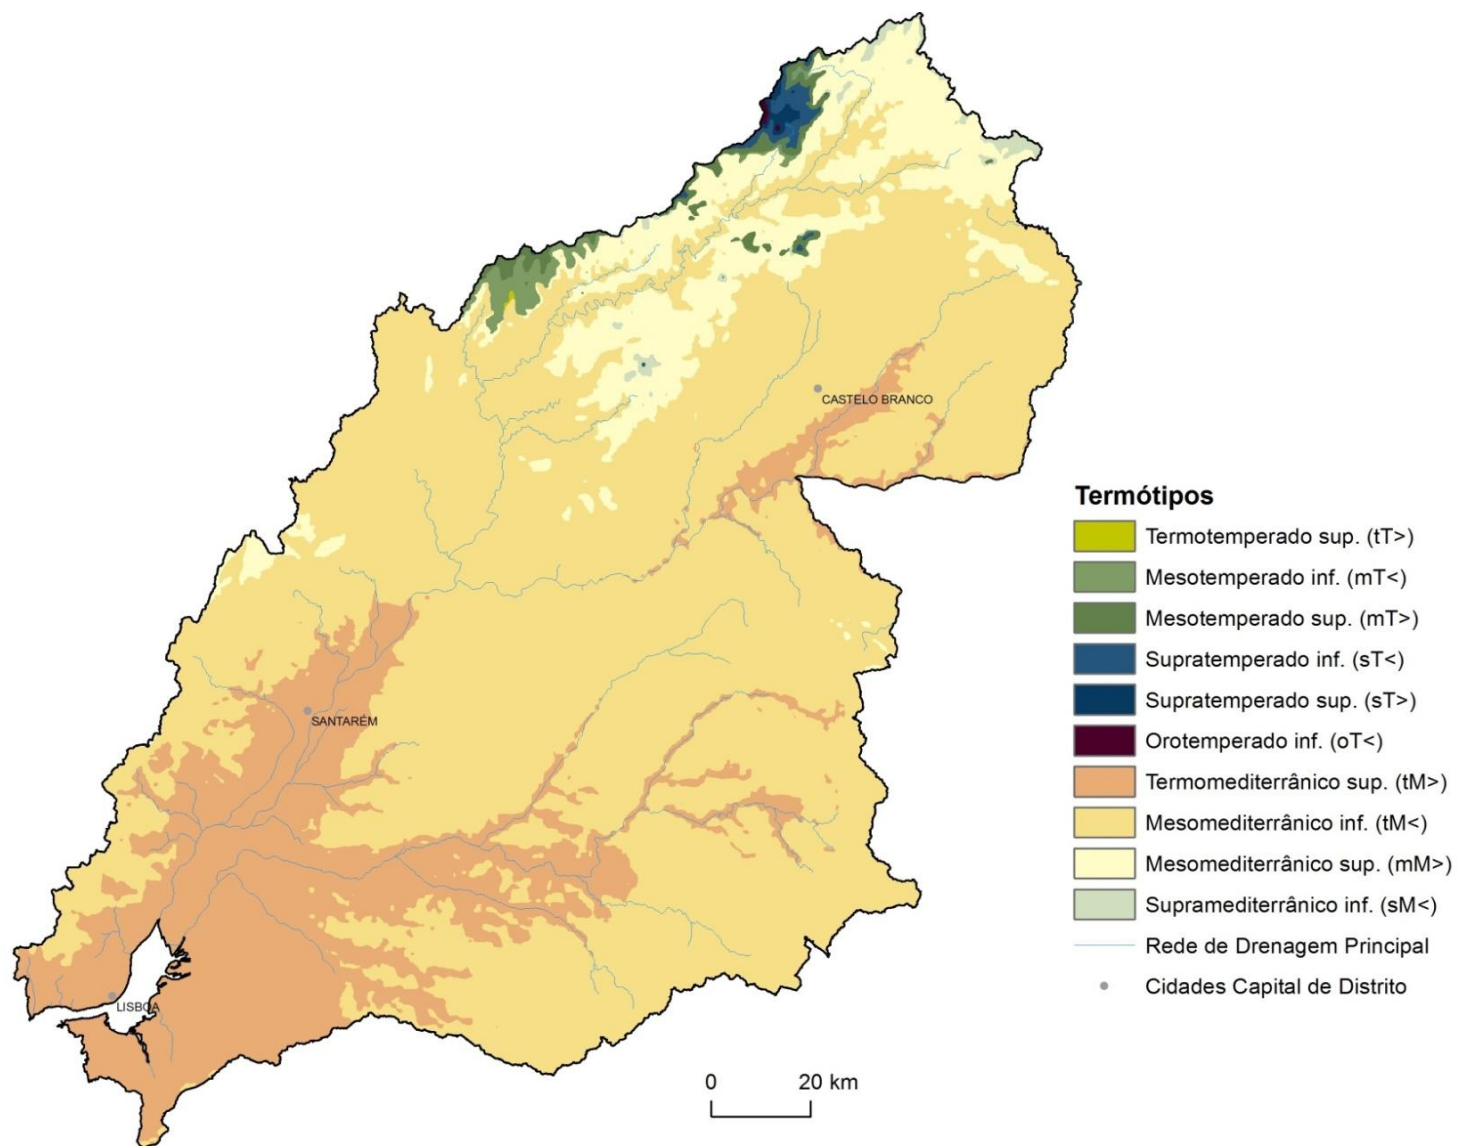 CASTELO BRANCO
SANTARÉM
LISBOA
Termótipos
Termotemperado sup. (tT>)
Mesotemperado inf. (mT<)
Mesotemperado sup. (mT>)
Supratemperado inf. (sT<)
Supratemperado sup. (sT>)
Orotemperado inf. (oT<)
Termomediterrânico sup. (tM>)
Mesomediterrânico inf. (tM<)
Mesomediterrânico sup. (mM>)
Supramediterrânico inf. (sM<)
Rede de Drenagem Principal
Cidades Capital de Distrito
0 20 km